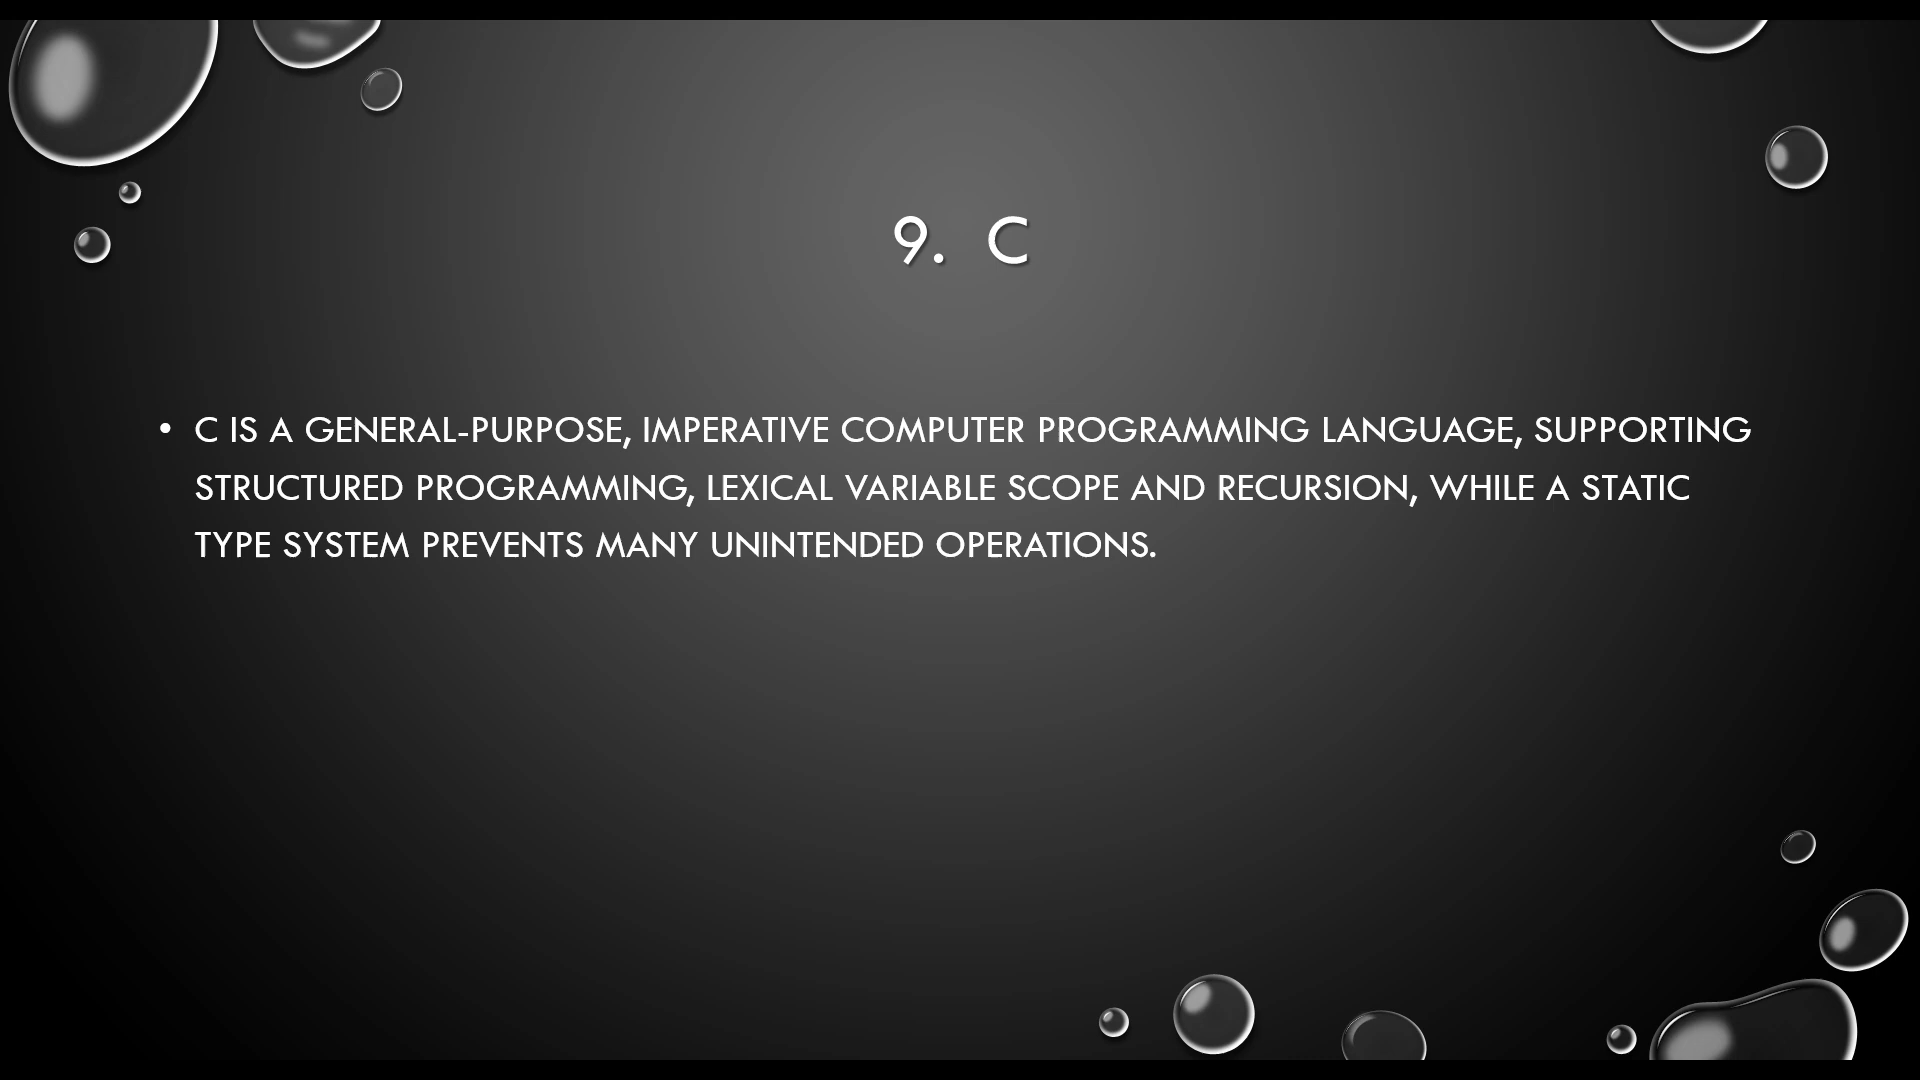 9. C
• C IS A GENERAL-PURPOSE, IMPERATIVE COMPUTER PROGRAMMING LANGUAGE, SUPPORTING
STRUCTURED PROGRAMMING, LEXICAL VARIABLE SCOPE AND RECURSION, WHILE A STATIC
TYPE SYSTEM PREVENTS MANY UNINTENDED OPERATIONS.